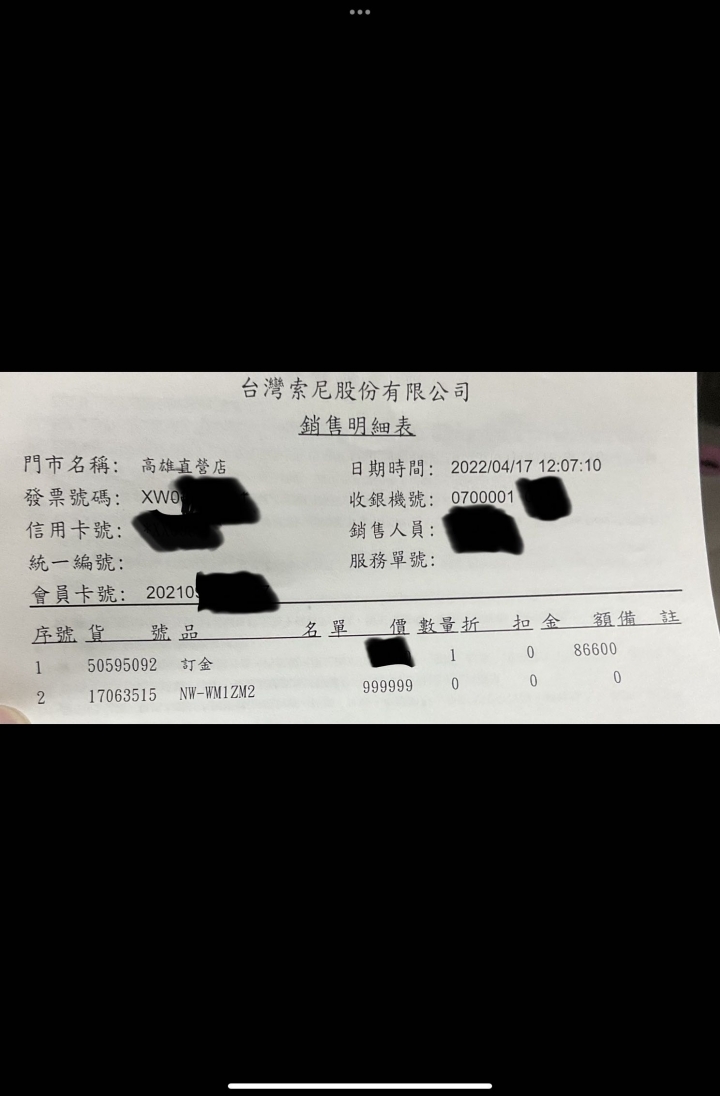 台灣索尼股份有限公司
銷售明細表
門市名稱: 高雄直營店 日期時間: 2022/04/17 12:07:10
發票號碼: XW0 收銀機號: 0700001
信用卡號: 銷售人員:
統一編號: 服務單號:
會員卡號: 20210
序號 貨號 品名 單價 數量 折扣 金額 備註
1 50595092 訂金 1 0 86600
2 17063515 NW-WM1ZM2 999999 0 0 0